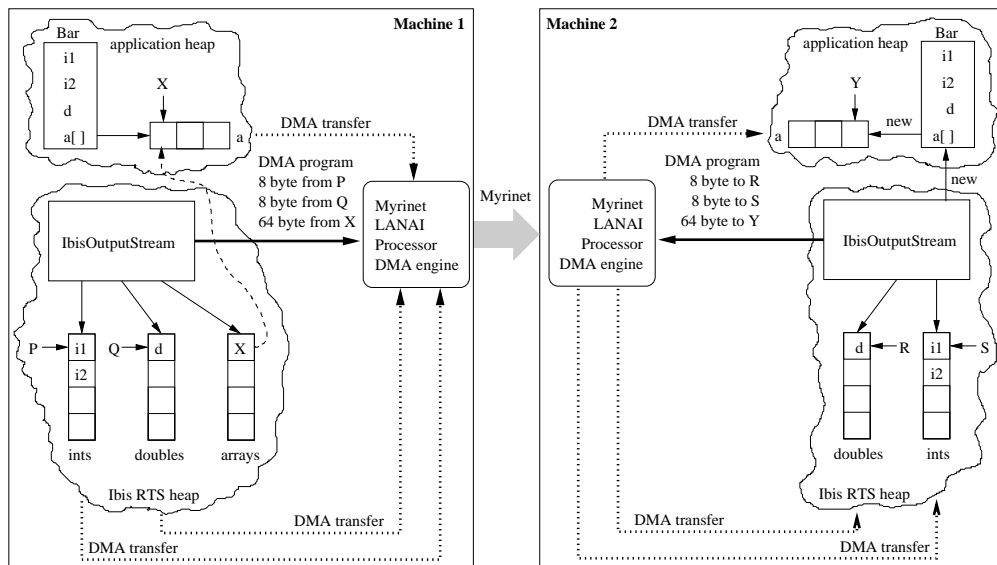 Machine 1
Bar
application heap
i1
i2
d
a[ ]
X
a
DMA transfer
DMA program
8 byte from P
8 byte from Q
64 byte from X
IbisOutputStream
Myrinet
LANAI
Processor
DMA engine
P
i1
i2
Q
d
X
ints
doubles
arrays
Ibis RTS heap
DMA transfer
DMA transfer
Myrinet
Machine 2
Bar
application heap
i1
i2
d
a[ ]
Y
new
a
new
DMA transfer
DMA program
8 byte to R
8 byte to S
64 byte to Y
Myrinet
LANAI
Processor
DMA engine
IbisOutputStream
d
R
i1
S
i2
doubles
ints
Ibis RTS heap
DMA transfer
DMA transfer